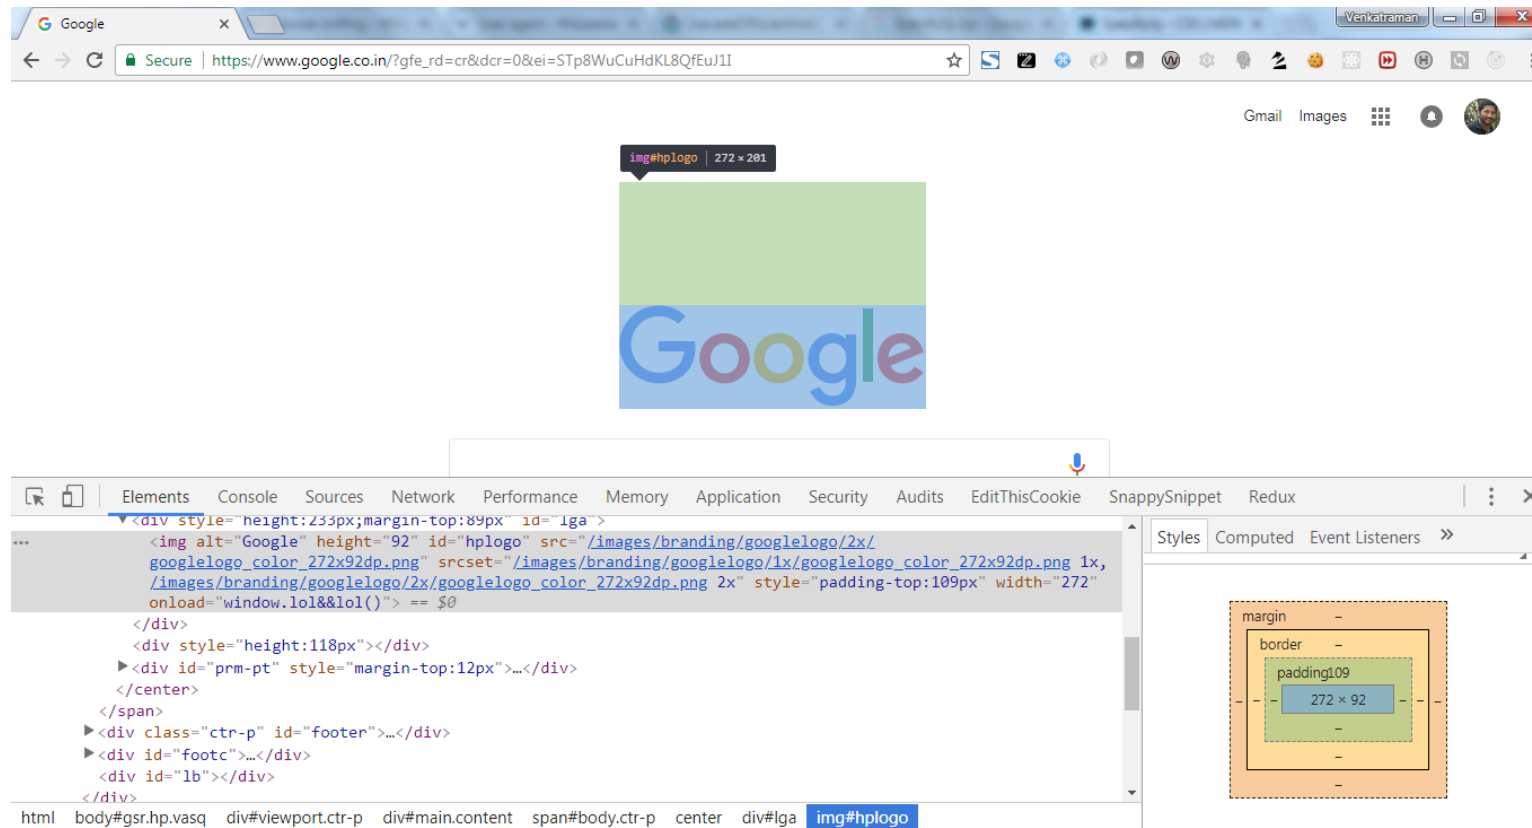 Google
Venkatraman
Secure https://www.google.co.in/?gfe_rd=cr&dcr=0&ei=STp8WuCuHdKL8QfEuJ1I
Gmail Images
img#hplogo 272 × 201
Google
Elements Console Sources Network Performance Memory Application Security Audits EditThisCookie SnappySnippet Redux
▼<div style="height:233px;margin-top:89px" id="lga">
Styles Computed Event Listeners »
... <img alt="Google" height="92" id="hplogo" src="/images/branding/googlelogo/2x/
googlelogo_color_272x92dp.png" srcset="/images/branding/googlelogo/1x/googlelogo_color_272x92dp.png 1x,
/images/branding/googlelogo/2x/googlelogo_color_272x92dp.png 2x" style="padding-top:109px" width="272"
onload="window.lol&&lol()"> == $0
</div>
<div style="height:118px"></div>
▶<div id="prm-pt" style="margin-top:12px">…</div>
</center>
</span>
▶<div class="ctr-p" id="footer">…</div>
▶<div id="footc">…</div>
<div id="lb"></div>
</div>
margin –
border –
padding109
– – – 272 × 92 – – –
–
–
–
html body#gsr.hp.vasq div#viewport.ctr-p div#main.content span#body.ctr-p center div#lga img#hplogo